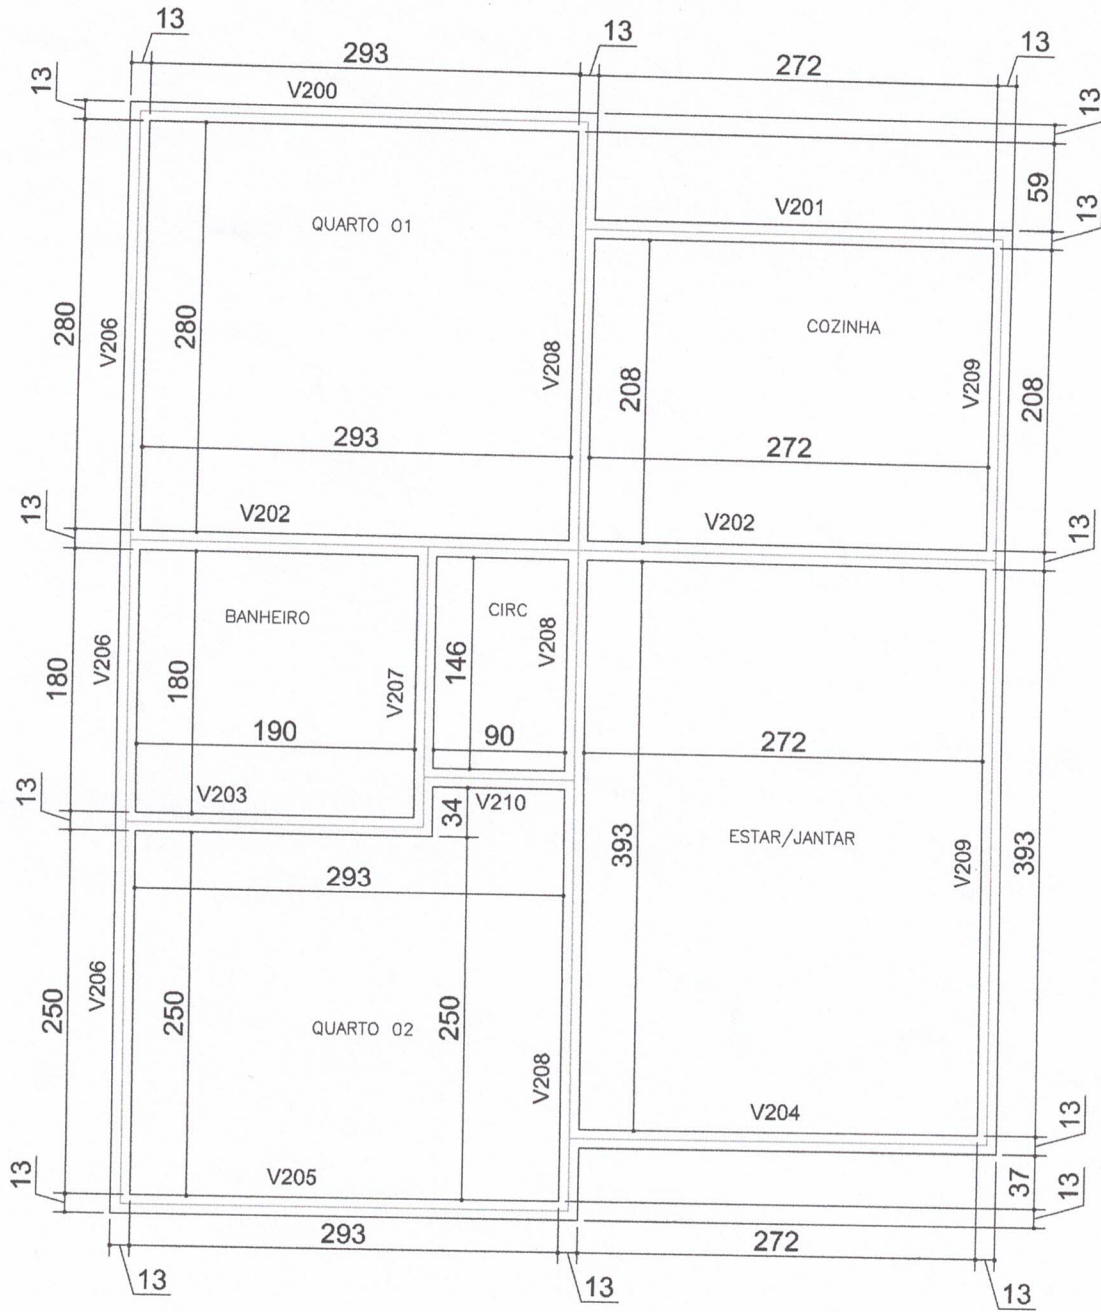 13
293
13
272
13
13
V200
13
59
V201
13
QUARTO 01
280
V206
280
V208
COZINHA
208
V209
208
293
272
13
V202
V202
13
BANHEIRO
CIRC
180
V206
180
V207
146
V208
190
90
272
13
V203
34
V210
393
ESTAR/JANTAR
V209
393
293
250
V206
250
QUARTO 02
250
V208
V204
13
13
V205
37
13
293
272
13
13
13